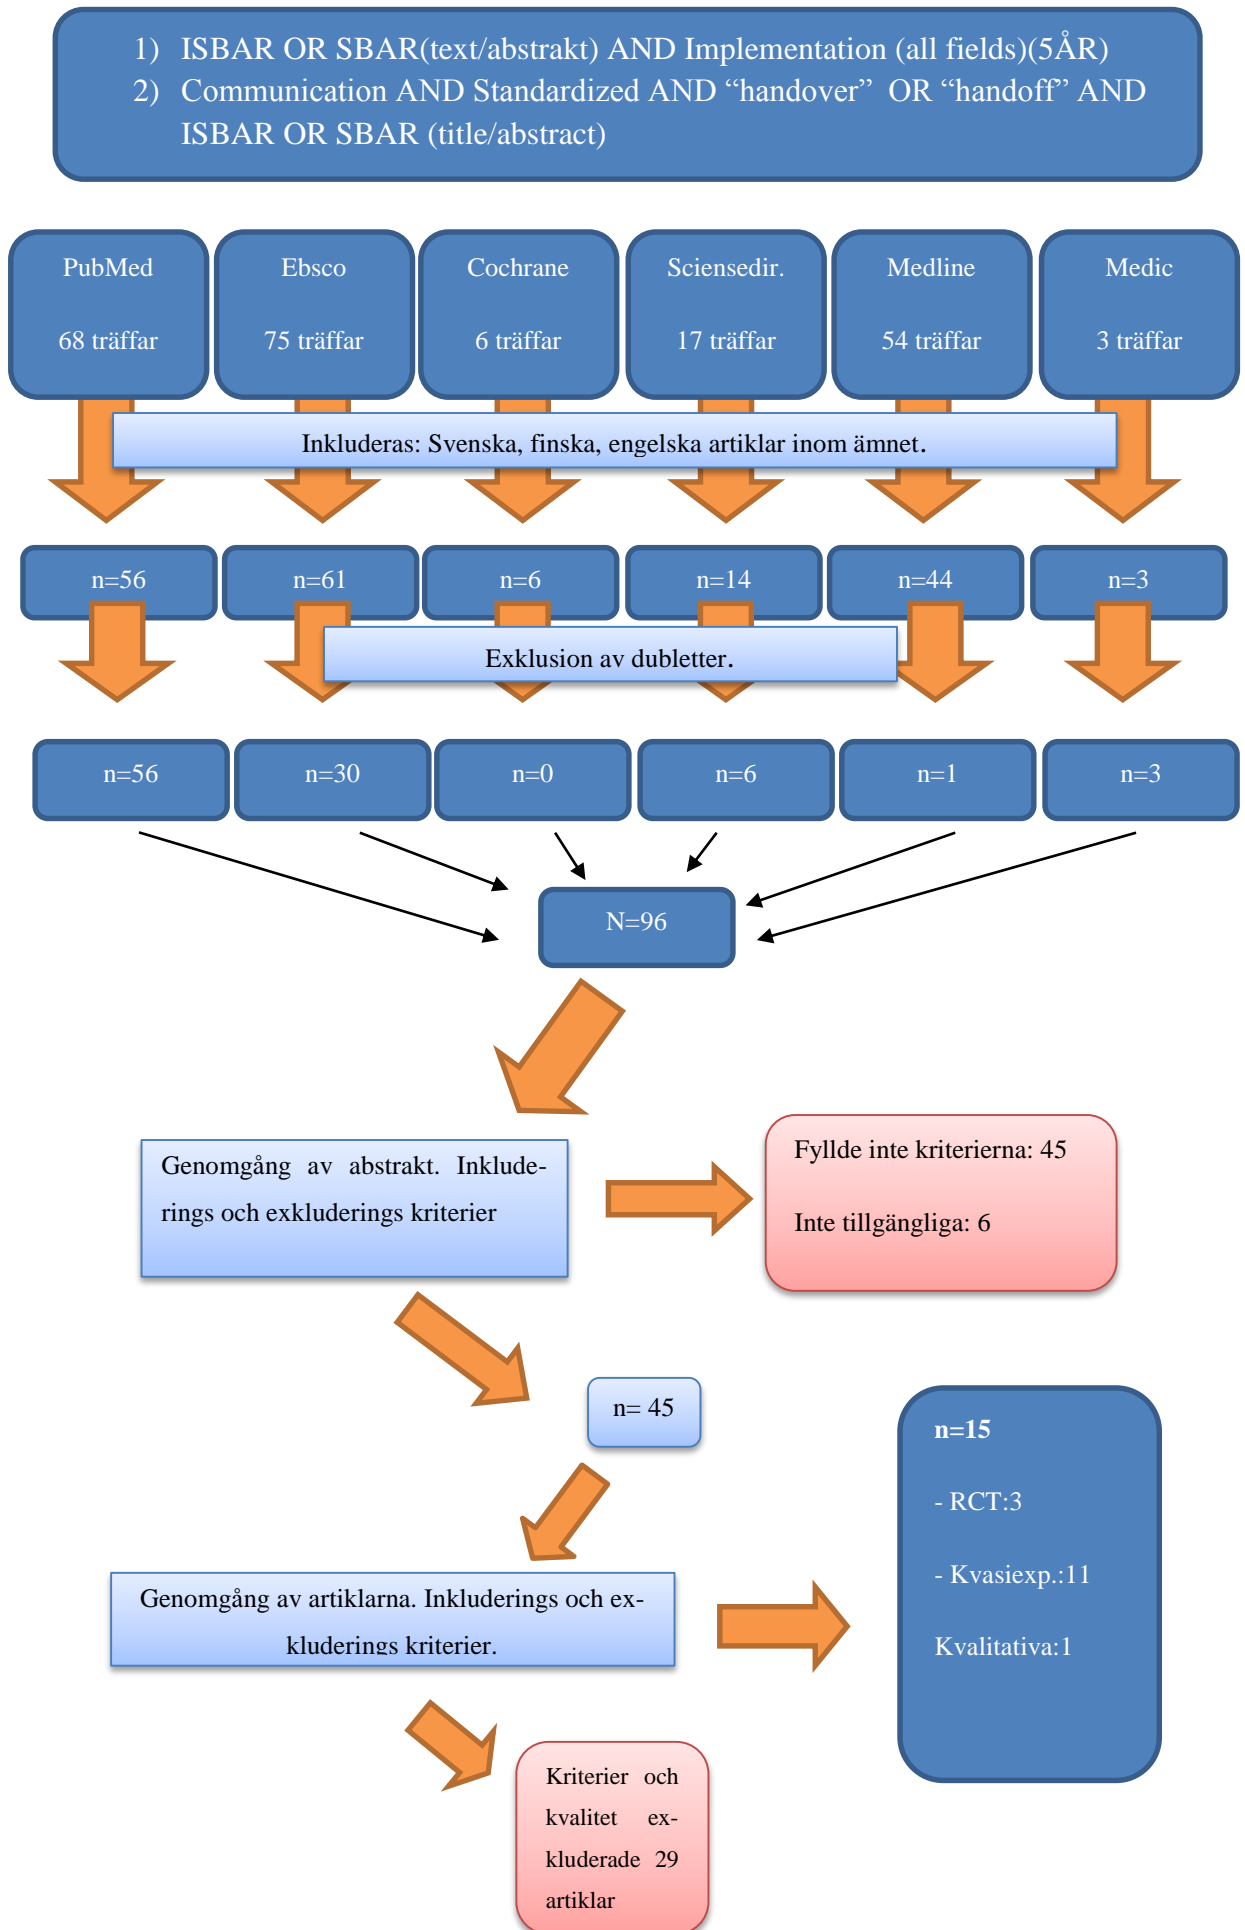 1) ISBAR OR SBAR(text/abstrakt) AND Implementation (all fields)(5ÅR)
2) Communication AND Standardized AND “handover” OR “handoff” AND
ISBAR OR SBAR (title/abstract)
PubMed
68 träffar
Ebsco
75 träffar
Cochrane
6 träffar
Sciensedir.
17 träffar
Medline
54 träffar
Medic
3 träffar
Inkluderas: Svenska, finska, engelska artiklar inom ämnet.
n=56
n=61
n=6
n=14
n=44
n=3
Exklusion av dubletter.
n=56
n=30
n=0
n=6
n=1
n=3
N=96
Genomgång av abstrakt. Inklude-
rings och exkluderings kriterier
Fyllde inte kriterierna: 45
Inte tillgängliga: 6
n= 45
n=15
- RCT:3
- Kvasiexp.:11
Kvalitativa:1
Genomgång av artiklarna. Inkluderings och ex-
kluderings kriterier.
Kriterier och
kvalitet ex-
kluderade 29
artiklar